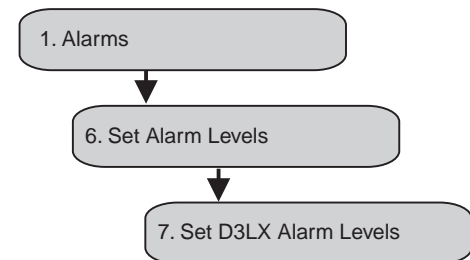 1. Alarms
6. Set Alarm Levels
7. Set D3LX Alarm Levels